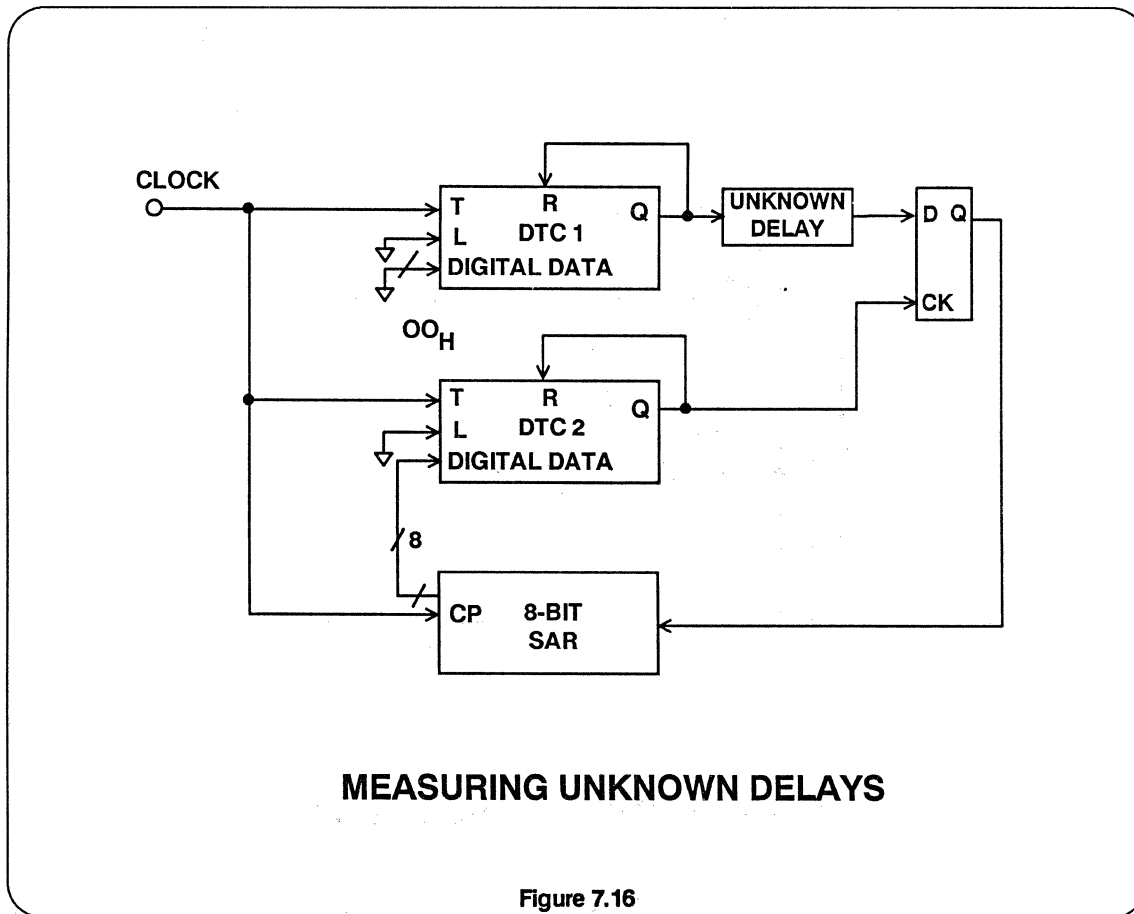 CLOCK
T
R
Q
L
DTC 1
DIGITAL DATA
UNKNOWN
DELAY
D Q
CK
OO H
T
R
Q
L
DTC 2
DIGITAL DATA
8
CP
8-BIT
SAR
MEASURING UNKNOWN DELAYS
Figure 7.16